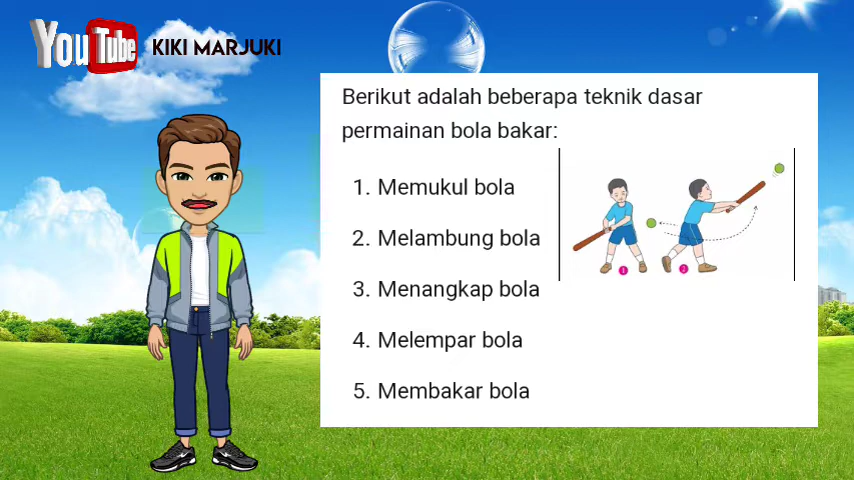 YouTube KIKI MARJUKI
Berikut adalah beberapa teknik dasar
permainan bola bakar:
1. Memukul bola
2. Melambung bola
3. Menangkap bola
4. Melempar bola
5. Membakar bola
1 2